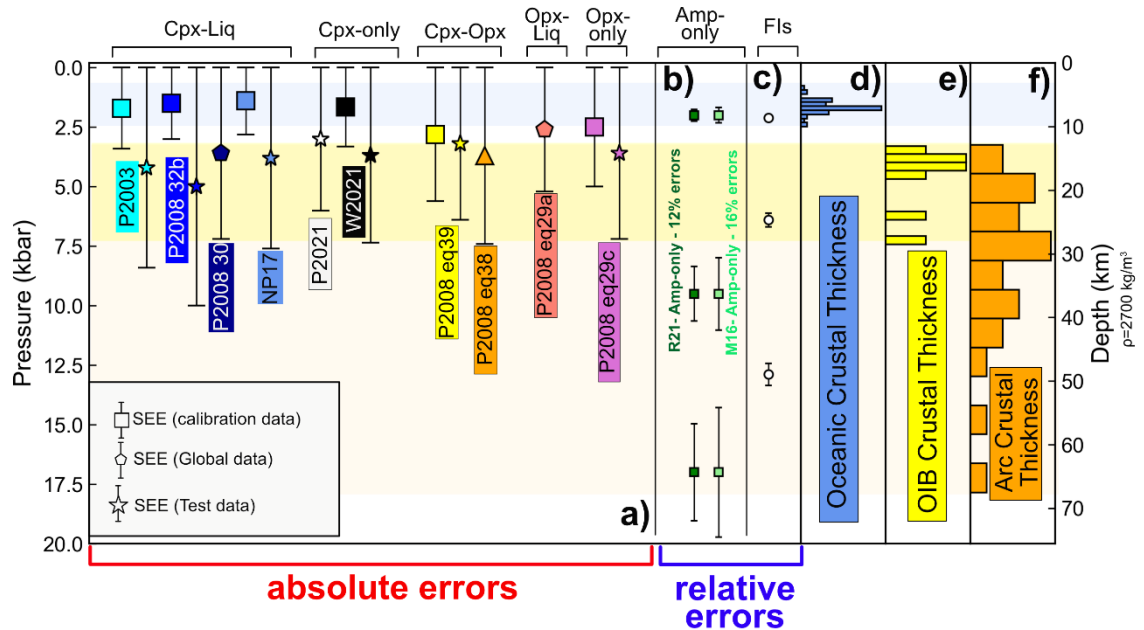 Cpx-Liq
Cpx-only
Cpx-Opx
Opx-
Liq
Opx-
only
Amp-
only
FIs
Pressure (kbar)
0.0
2.5
5.0
7.5
10.0
12.5
15.0
17.5
20.0
P2003
P2008 32b
P2008 30
NP17
P2021
W2021
P2008 eq39
P2008 eq38
P2008 eq29a
P2008 eq29c
SEE (calibration data)
SEE (Global data)
SEE (Test data)
a)
b)
R21- Amp-only - 12% errors
M16- Amp-only - 16% errors
c)
d)
Oceanic Crustal Thickness
e)
OIB Crustal Thickness
f)
Arc Crustal
Thickness
0
10
20
30
40
50
60
70
Depth (km)
ρ=2700 kg/m³
absolute errors
relative
errors